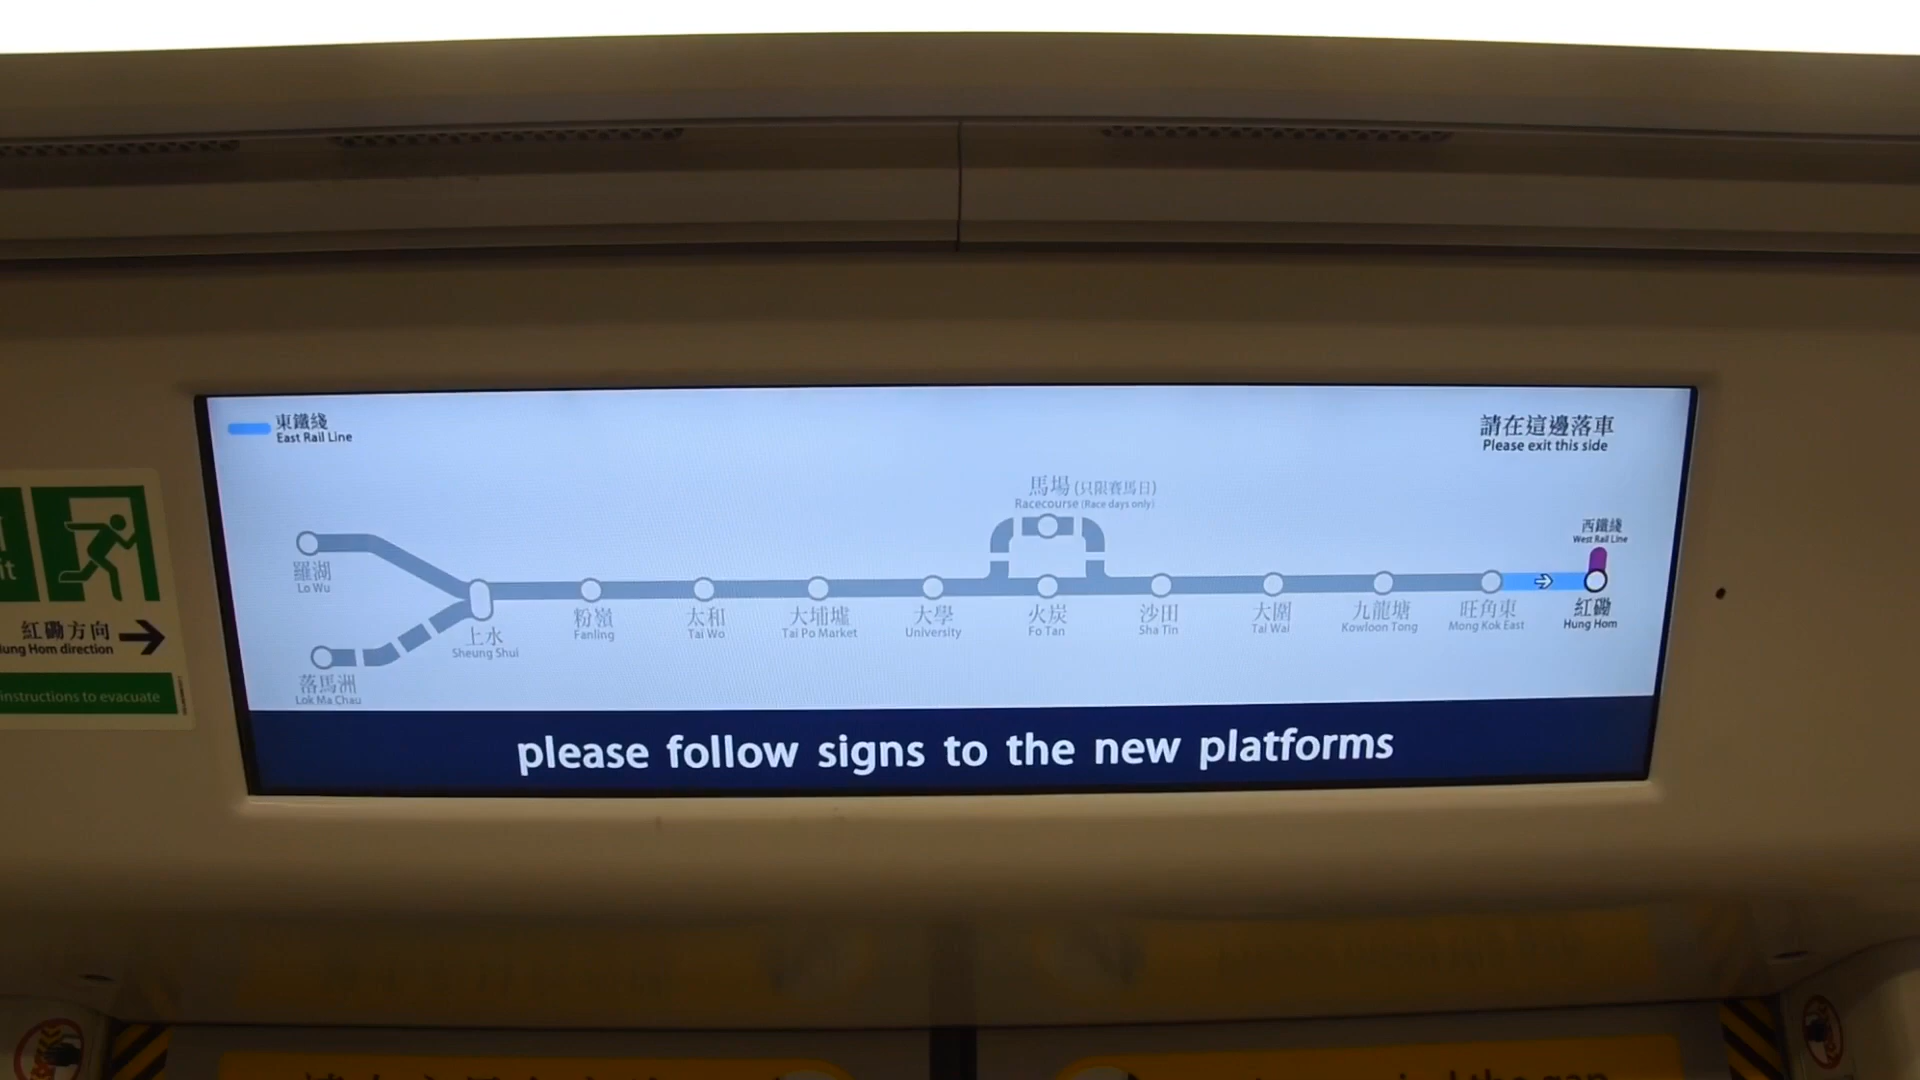 東鐵綫
East Rail Line
請在這邊落車
Please exit this side
馬場 (只限賽馬日)
Racecourse (Race days only)
西鐵綫
West Rail Line
羅湖
Lo Wu
落馬洲
Lok Ma Chau
上水
Sheung Shui
粉嶺
Fanling
太和
Tai Wo
大埔墟
Tai Po Market
大學
University
火炭
Fo Tan
沙田
Sha Tin
大圍
Tai Wai
九龍塘
Kowloon Tong
旺角東
Mong Kok East
紅磡
Hung Hom
please follow signs to the new platforms
紅磡方向
Hung Hom direction
instructions to evacuate